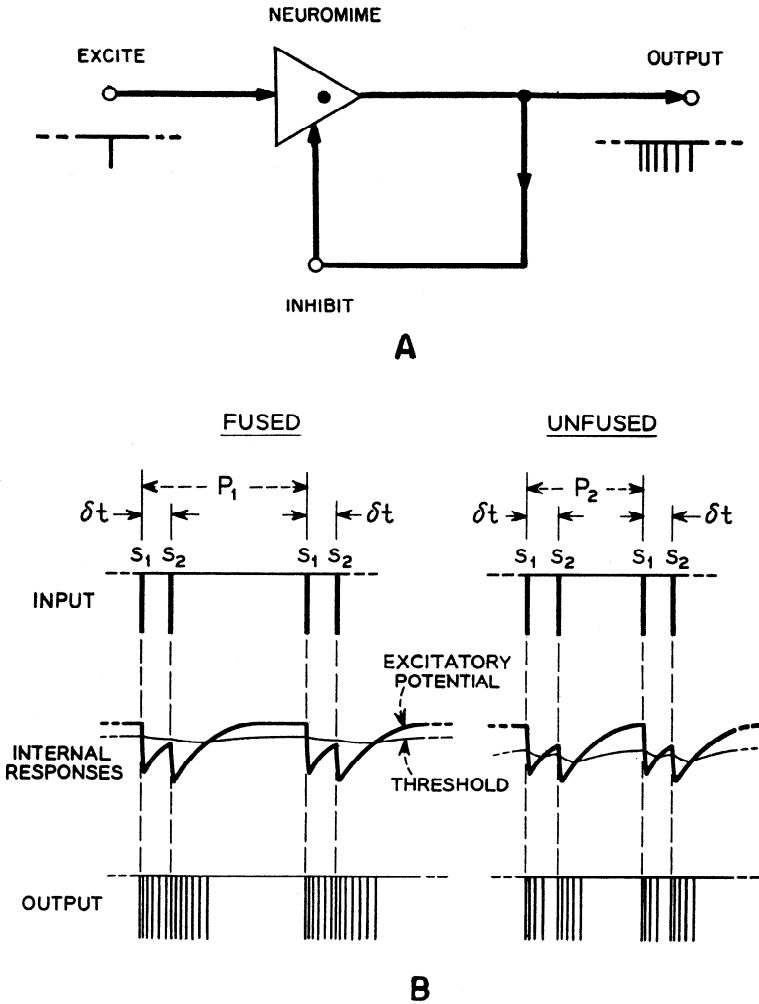 NEUROMIME
EXCITE
OUTPUT
INHIBIT
A
FUSED
UNFUSED
P1
P2
δt
δt
δt
δt
S1 S2
S1 S2
S1 S2
S1 S2
INPUT
EXCITATORY
POTENTIAL
INTERNAL
RESPONSES
THRESHOLD
OUTPUT
B